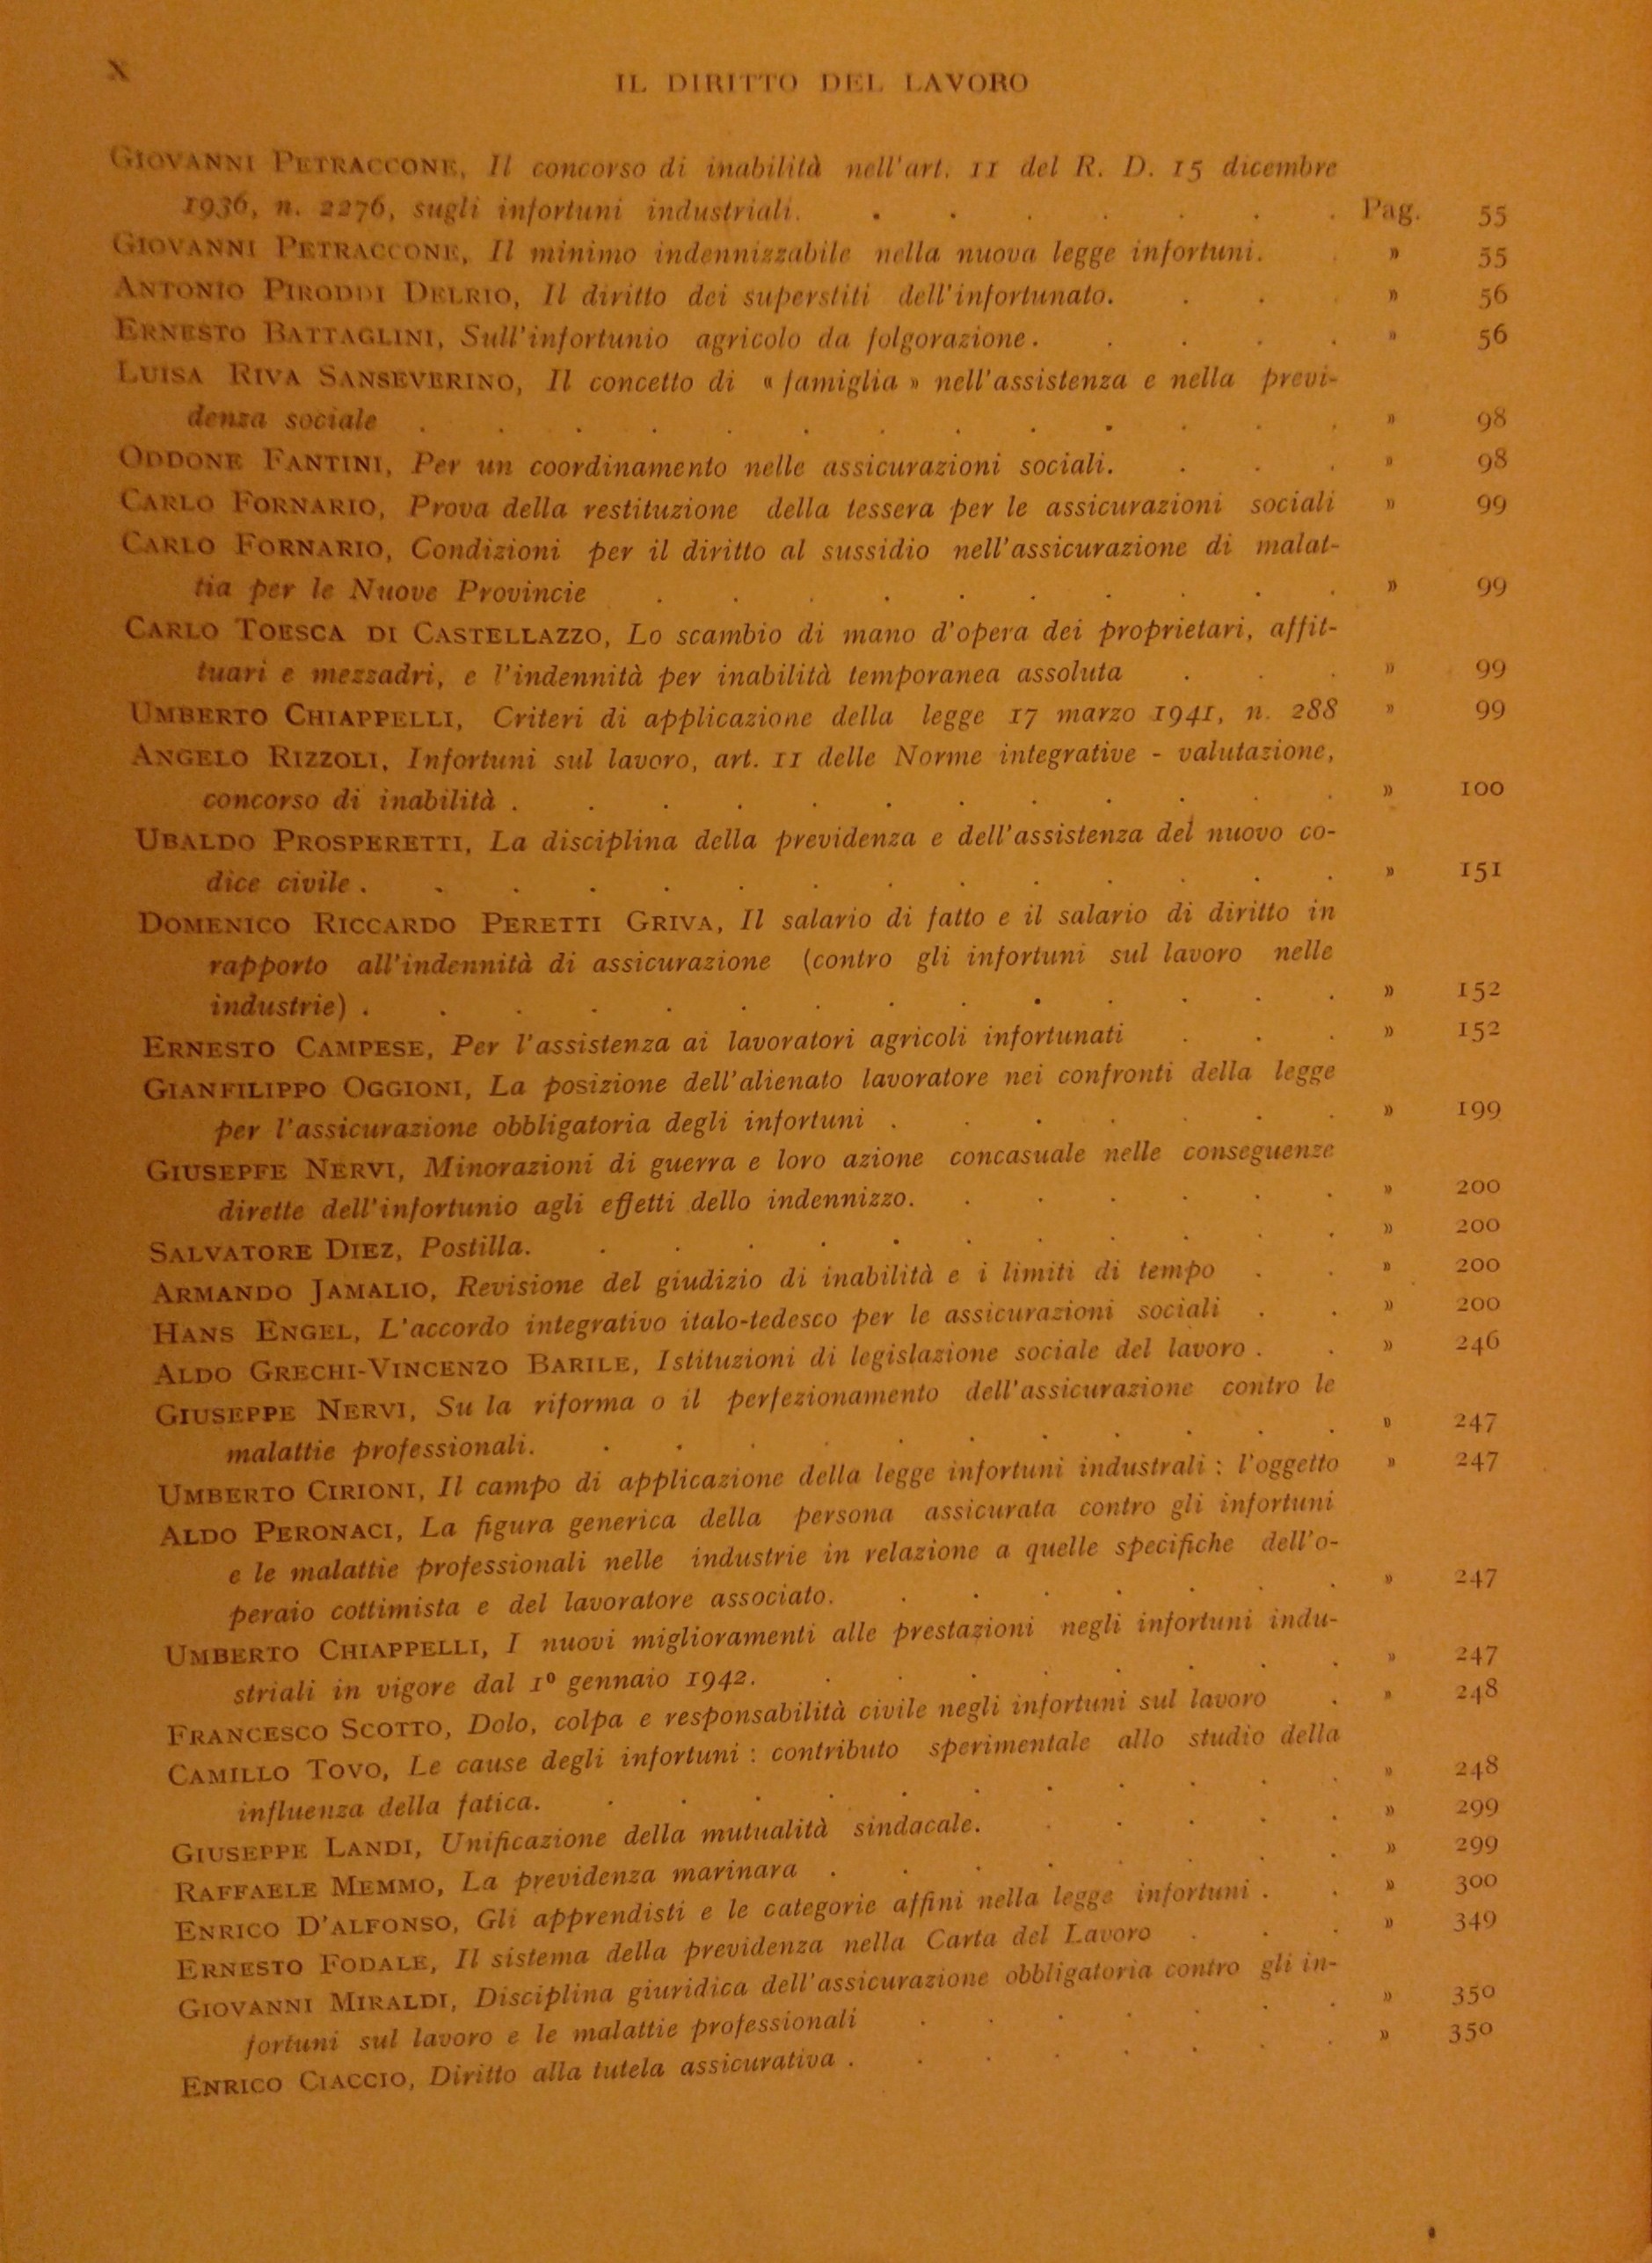 X
IL DIRITTO DEL LAVORO
GIOVANNI PETRACCONE, Il concorso di inabilità nell'art. 11 del R. D. 15 dicembre
1936, n. 2276, sugli infortuni industriali. . . . . . . . Pag. 55
GIOVANNI PETRACCONE, Il minimo indennizzabile nella nuova legge infortuni. . » 55
ANTONIO PIRODDI DELRIO, Il diritto dei superstiti dell'infortunato. . . . » 56
ERNESTO BATTAGLINI, Sull'infortunio agricolo da folgorazione. . . . . » 56
LUISA RIVA SANSEVERINO, Il concetto di « famiglia » nell'assistenza e nella previ-
denza sociale . . . . . . . . . . . . . » 98
ODDONE FANTINI, Per un coordinamento nelle assicurazioni sociali. . . . » 98
CARLO FORNARIO, Prova della restituzione della tessera per le assicurazioni sociali » 99
CARLO FORNARIO, Condizioni per il diritto al sussidio nell'assicurazione di malat-
tia per le Nuove Provincie . . . . . . . . . . » 99
CARLO TOESCA DI CASTELLAZZO, Lo scambio di mano d'opera dei proprietari, affit-
tuari e mezzadri, e l'indennità per inabilità temporanea assoluta . . . » 99
UMBERTO CHIAPPELLI, Criteri di applicazione della legge 17 marzo 1941, n. 288 » 99
ANGELO RIZZOLI, Infortuni sul lavoro, art. 11 delle Norme integrative - valutazione,
concorso di inabilità . . . . . . . . . . . . » 100
UBALDO PROSPERETTI, La disciplina della previdenza e dell'assistenza del nuovo co-
dice civile . . . . . . . . . . . . . . » 151
DOMENICO RICCARDO PERETTI GRIVA, Il salario di fatto e il salario di diritto in
rapporto all'indennità di assicurazione (contro gli infortuni sul lavoro nelle
industrie) . . . . . . . . . . . . . . » 152
ERNESTO CAMPESE, Per l'assistenza ai lavoratori agricoli infortunati . . . » 152
GIANFILIPPO OGGIONI, La posizione dell'alienato lavoratore nei confronti della legge
per l'assicurazione obbligatoria degli infortuni . . . . . . . » 199
GIUSEPFE NERVI, Minorazioni di guerra e loro azione concasuale nelle conseguenze
dirette dell'infortunio agli effetti dello indennizzo. . . . . . . » 200
SALVATORE DIEZ, Postilla. . . . . . . . . . . . » 200
ARMANDO JAMALIO, Revisione del giudizio di inabilità e i limiti di tempo . . » 200
HANS ENGEL, L'accordo integrativo italo-tedesco per le assicurazioni sociali . . » 200
ALDO GRECHI-VINCENZO BARILE, Istituzioni di legislazione sociale del lavoro . . » 246
GIUSEPPE NERVI, Su la riforma o il perfezionamento dell'assicurazione contro le
malattie professionali. . . . . . . . . . . . » 247
UMBERTO CIRIONI, Il campo di applicazione della legge infortuni industrali : l'oggetto » 247
ALDO PERONACI, La figura generica della persona assicurata contro gli infortuni
e le malattie professionali nelle industrie in relazione a quelle specifiche dell'o-
peraio cottimista e del lavoratore associato. . . . . . . . » 247
UMBERTO CHIAPPELLI, I nuovi miglioramenti alle prestazioni negli infortuni indu-
striali in vigore dal 1º gennaio 1942. . . . . . . . . » 247
FRANCESCO SCOTTO, Dolo, colpa e responsabilità civile negli infortuni sul lavoro . » 248
CAMILLO TOVO, Le cause degli infortuni : contributo sperimentale allo studio della
influenza della fatica. . . . . . . . . . . . » 248
GIUSEPPE LANDI, Unificazione della mutualità sindacale. . . . . . » 299
RAFFAELE MEMMO, La previdenza marinara . . . . . . . . » 299
ENRICO D'ALFONSO, Gli apprendisti e le categorie affini nella legge infortuni . . » 300
ERNESTO FODALE, Il sistema della previdenza nella Carta del Lavoro . . . » 349
GIOVANNI MIRALDI, Disciplina giuridica dell'assicurazione obbligatoria contro gli in-
fortuni sul lavoro e le malattie professionali . . . . . . . » 350
ENRICO CIACCIO, Diritto alla tutela assicurativa . . . . . . . . » 350